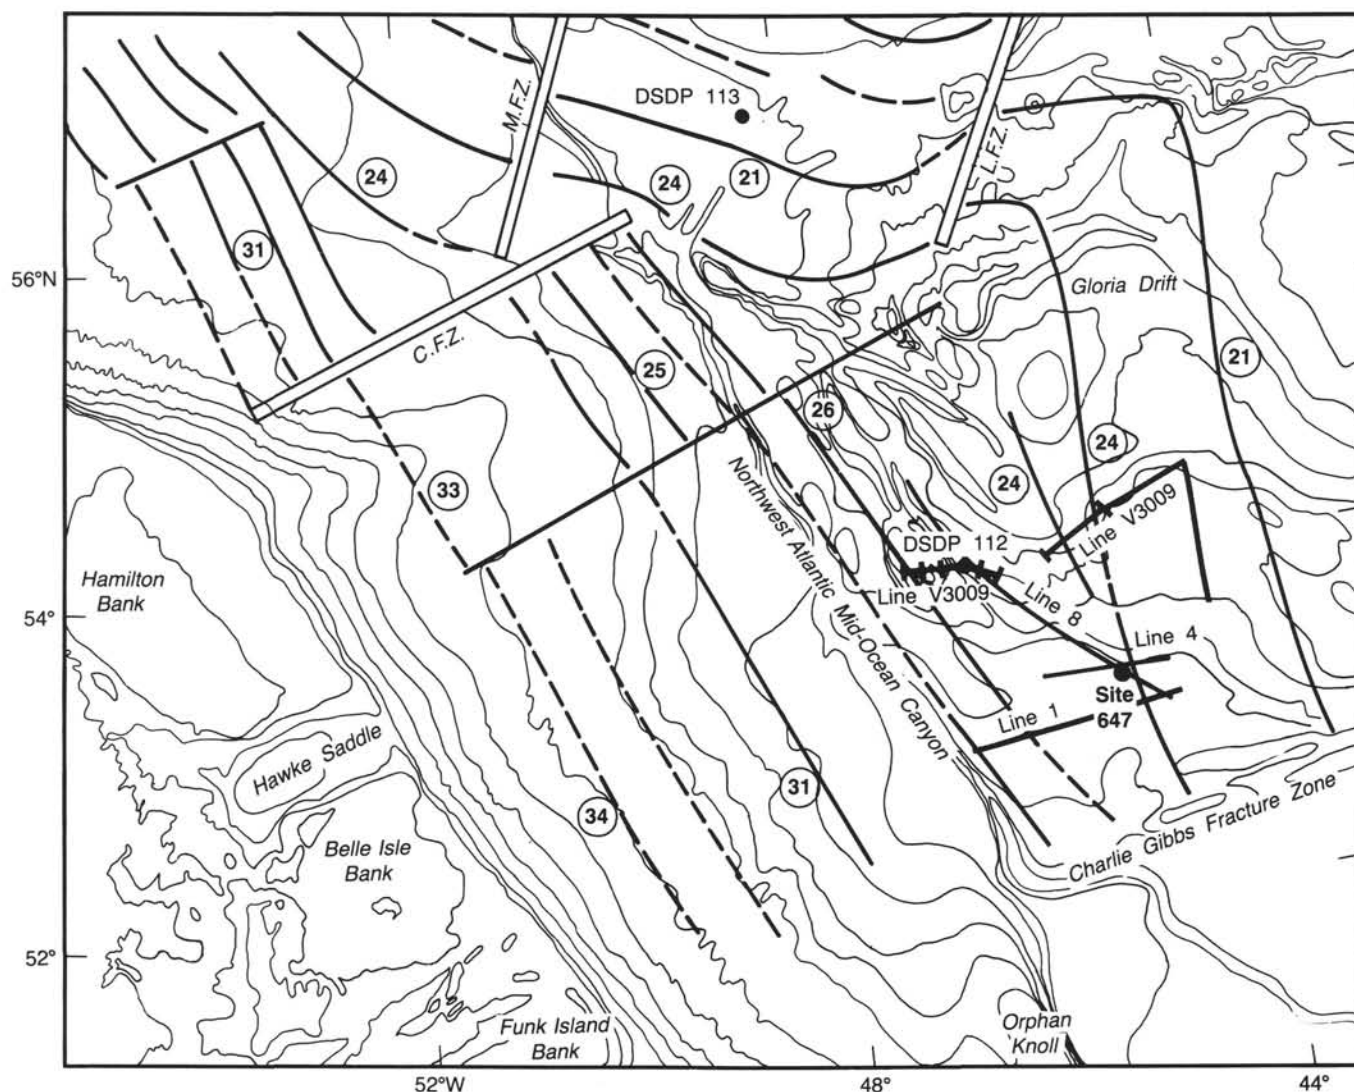 DSDP 113
M.F.Z.
L.F.Z.
24
24
21
31
56°N
C.F.Z.
Gloria Drift
25
26
21
24
24
33
Northwest Atlantic Mid-Ocean Canyon
Line V3009
DSDP 112
Line V3009
Line 8
Hamilton
Bank
54°
Line 4
Site
647
Line 1
Hawke Saddle
31
34
Belle Isle
Bank
Charlie Gibbs Fracture Zone
52°
Funk Island
Bank
Orphan
Knoll
52°W
48°
44°